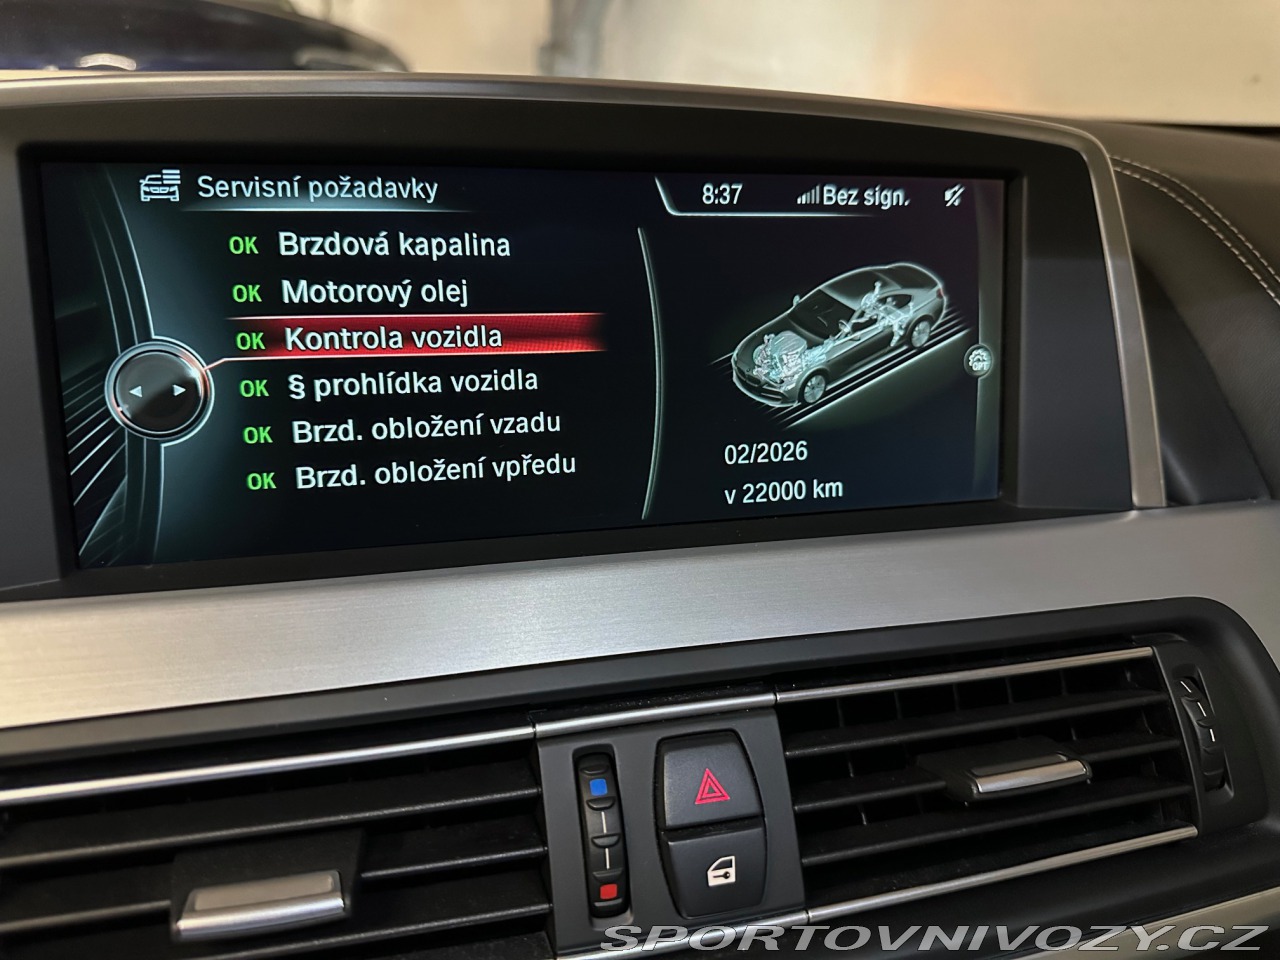 Servisní požadavky
8:37
Bez sign.
OK Brzdová kapalina
OK Motorový olej
OK Kontrola vozidla
OK § prohlídka vozidla
OK Brzd. obložení vzadu
OK Brzd. obložení vpředu
OPT
02/2026
v 22000 km
SPORTOVNIVOZY.CZ